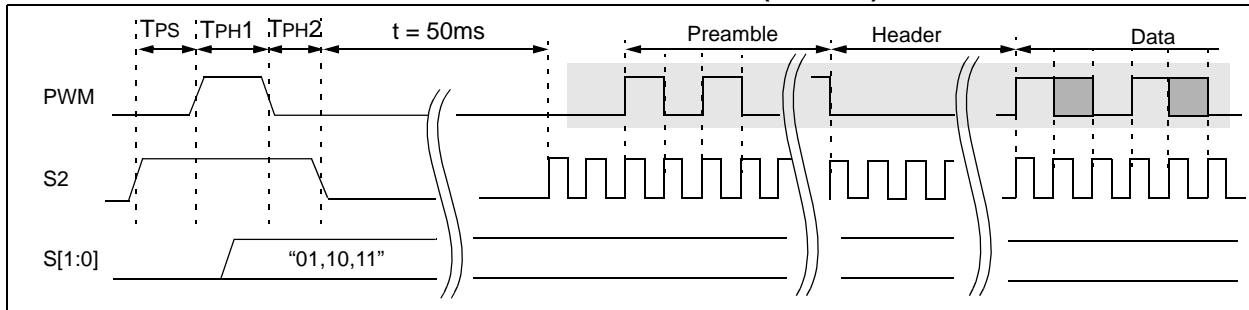 TPS TPH1 TPH2 t = 50ms Preamble Header Data
PWM
S2
S[1:0] “01,10,11”